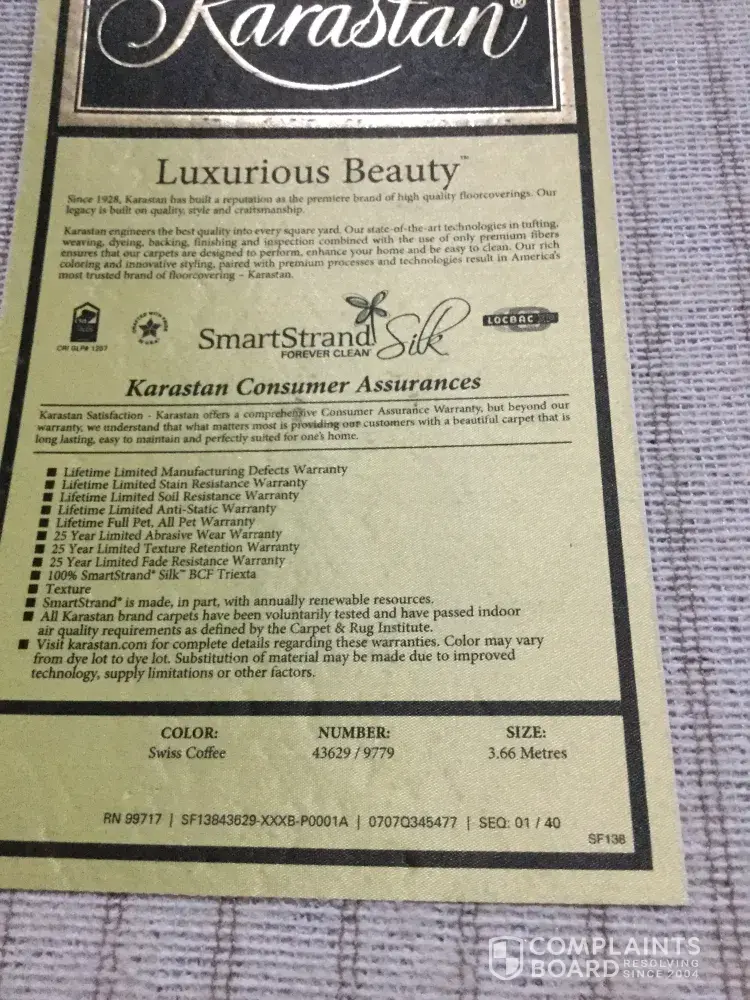 Karastan®
Luxurious Beauty™
Since 1928, Karastan has built a reputation as the premiere brand of high quality floorcoverings. Our
legacy is built on quality, style and craftsmanship.
Karastan engineers the best quality into every square yard. Our state-of-the-art technologies in tufting,
weaving, dyeing, backing, finishing and inspection combined with the use of only premium fibers
ensures that our carpets are designed to perform, enhance your home and be easy to clean. Our rich
coloring and innovative styling, paired with premium processes and technologies result in America's
most trusted brand of floorcovering – Karastan.
CRI GLP# 1207
SmartStrand Silk
FOREVER CLEAN
LOCBAC
Karastan Consumer Assurances
Karastan Satisfaction - Karastan offers a comprehensive Consumer Assurance Warranty, but beyond our
warranty, we understand that what matters most is providing our customers with a beautiful carpet that is
long lasting, easy to maintain and perfectly suited for one's home.
■ Lifetime Limited Manufacturing Defects Warranty
■ Lifetime Limited Stain Resistance Warranty
■ Lifetime Limited Soil Resistance Warranty
■ Lifetime Limited Anti-Static Warranty
■ Lifetime Full Pet, All Pet Warranty
■ 25 Year Limited Abrasive Wear Warranty
■ 25 Year Limited Texture Retention Warranty
■ 25 Year Limited Fade Resistance Warranty
■ 100% SmartStrand® Silk™ BCF Triexta
■ Texture
■ SmartStrand® is made, in part, with annually renewable resources.
■ All Karastan brand carpets have been voluntarily tested and have passed indoor
air quality requirements as defined by the Carpet & Rug Institute.
■ Visit karastan.com for complete details regarding these warranties. Color may vary
from dye lot to dye lot. Substitution of material may be made due to improved
technology, supply limitations or other factors.
COLOR: NUMBER: SIZE:
Swiss Coffee 43629 / 9779 3.66 Metres
RN 99717 | SF13843629-XXXB-P0001A | 0707Q345477 | SEQ: 01 / 40
SF138
COMPLAINTS
BOARD RESOLVING
SINCE 2004